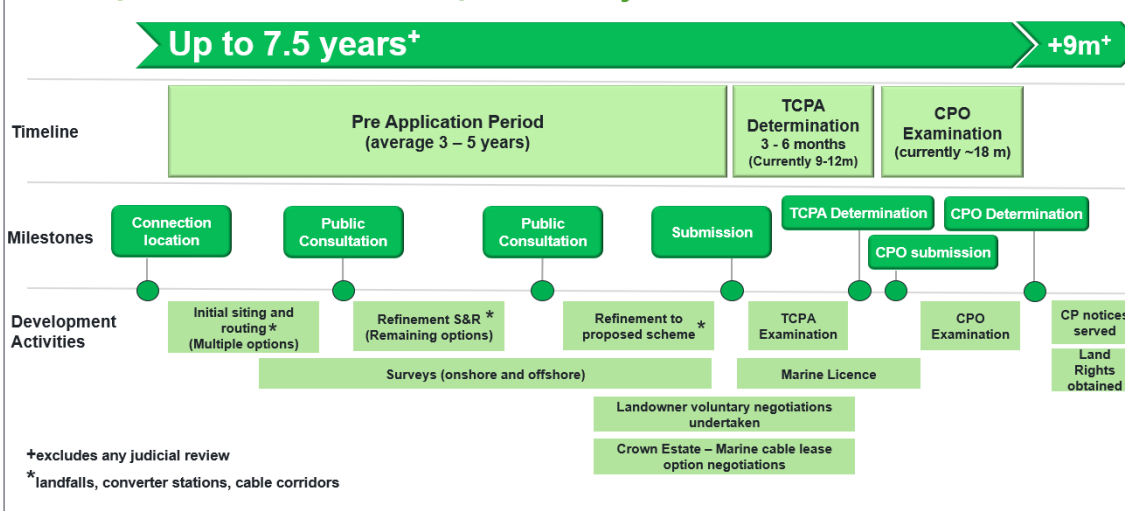 Up to 7.5 years+
+9m+
Timeline
Pre Application Period
(average 3 – 5 years)
TCPA
Determination
3 - 6 months
(Currently 9-12m)
CPO
Examination
(currently ~18 m)
Milestones
Connection
location
Public
Consultation
Public
Consultation
Submission
TCPA Determination
CPO submission
CPO Determination
Development
Activities
Initial siting and
routing*
(Multiple options)
Refinement S&R *
(Remaining options)
Refinement to
proposed scheme *
TCPA
Examination
CPO
Examination
CP notices
served
Surveys (onshore and offshore)
Marine Licence
Land
Rights
obtained
Landowner voluntary negotiations
undertaken
Crown Estate – Marine cable lease
option negotiations
+excludes any judicial review
*landfalls, converter stations, cable corridors